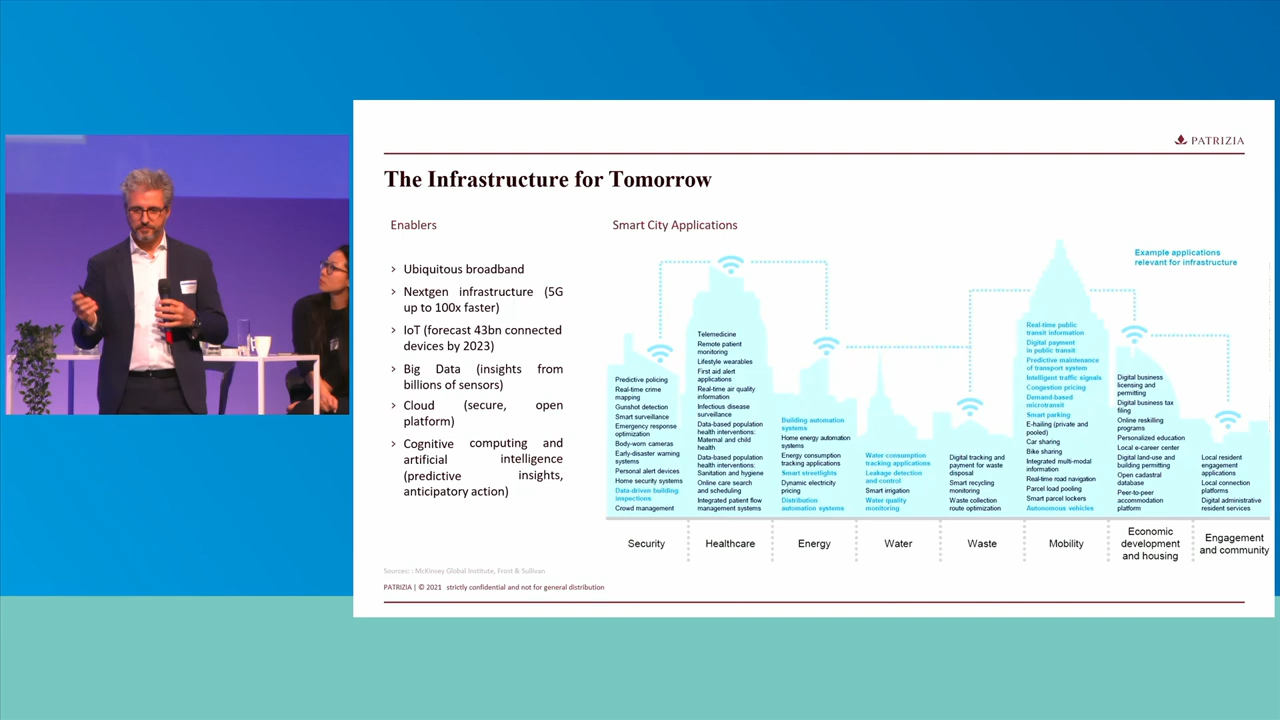 PATRIZIA
The Infrastructure for Tomorrow
Enablers
› Ubiquitous broadband
› Nextgen infrastructure (5G
up to 100x faster)
› IoT (forecast 43bn connected
devices by 2023)
› Big Data (insights from
billions of sensors)
› Cloud (secure, open
platform)
› Cognitive computing and
artificial intelligence
(predictive insights,
anticipatory action)
Smart City Applications
Example applications
relevant for infrastructure
Predictive policing
Real-time crime
mapping
Gunshot detection
Smart surveillance
Emergency response
optimization
Body-worn cameras
Early-disaster warning
systems
Personal alert devices
Home security systems
Data-driven building
inspections
Crowd management
Security
Telemedicine
Remote patient
monitoring
Lifestyle wearables
First aid alert
applications
Real-time air quality
information
Infectious disease
surveillance
Data-based population
health interventions:
Maternal and child
health
Data-based population
health interventions:
Sanitation and hygiene
Online care search
and scheduling
Integrated patient flow
management systems
Healthcare
Building automation
systems
Home energy automation
systems
Energy consumption
tracking applications
Smart streetlights
Dynamic electricity
pricing
Distribution
automation systems
Energy
Water consumption
tracking applications
Leakage detection
and control
Smart irrigation
Water quality
monitoring
Water
Digital tracking and
payment for waste
disposal
Smart recycling
monitoring
Waste collection
route optimization
Waste
Real-time public
transit information
Digital payment
in public transit
Predictive maintenance
of transport system
Intelligent traffic signals
Congestion pricing
Demand-based
microtransit
Smart parking
E-hailing (private and
pooled)
Car sharing
Bike sharing
Integrated multi-modal
information
Real-time road navigation
Parcel load pooling
Smart parcel lockers
Autonomous vehicles
Mobility
Digital business
licensing and
permitting
Digital business tax
filing
Online reskilling
programs
Personalized education
Local e-career center
Digital land-use and
building permitting
Open cadastral
database
Peer-to-peer
accommodation
platform
Economic
development
and housing
Local resident
engagement
applications
Local connection
platforms
Digital administrative
resident services
Engagement
and community
Sources: : McKinsey Global Institute, Frost & Sullivan
PATRIZIA | © 2021 strictly confidential and not for general distribution